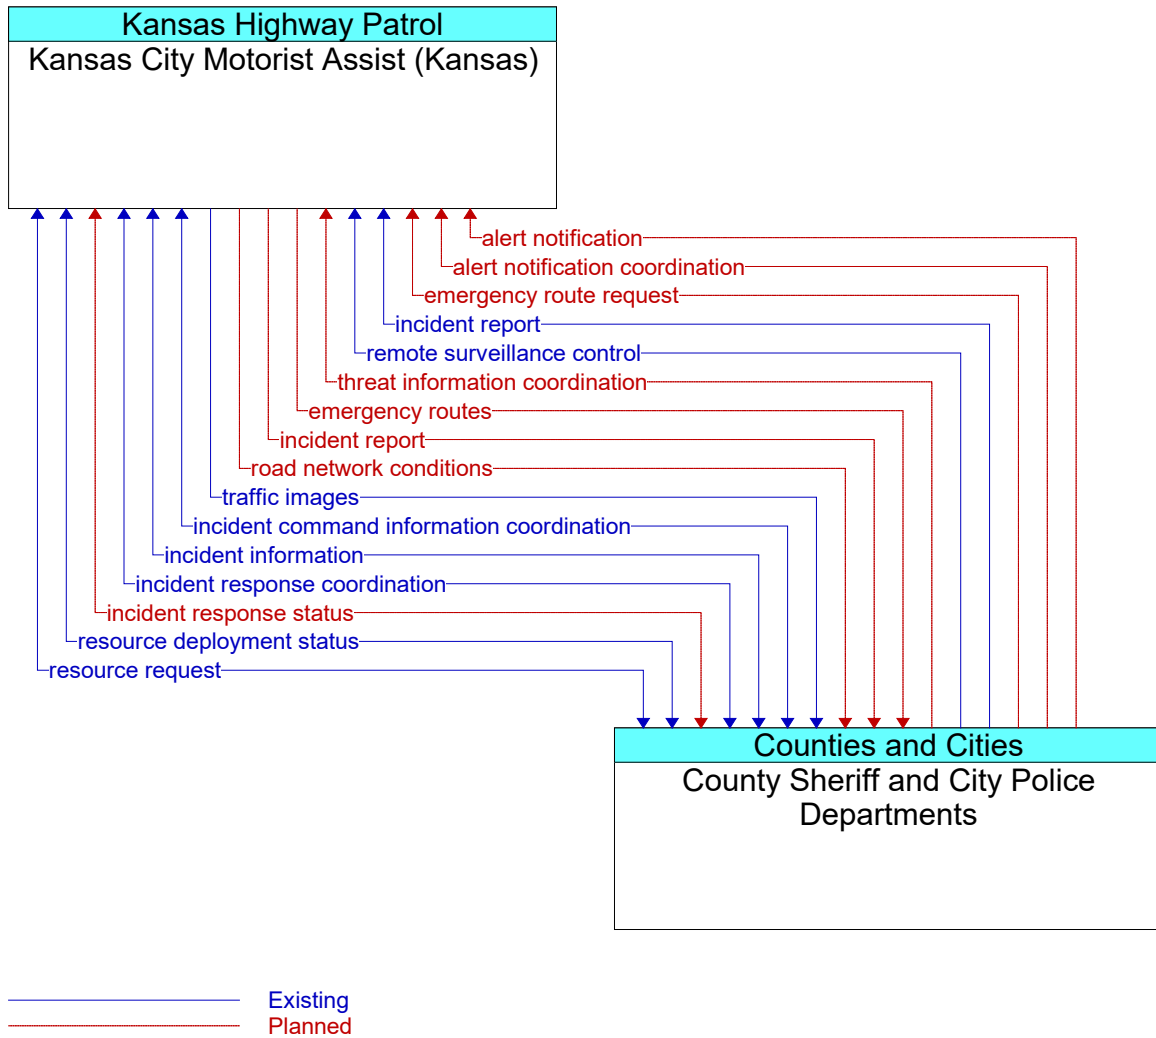 Kansas Highway Patrol
Kansas City Motorist Assist (Kansas)
alert notification
alert notification coordination
emergency route request
incident report
remote surveillance control
threat information coordination
emergency routes
incident report
road network conditions
traffic images
incident command information coordination
incident information
incident response coordination
incident response status
resource deployment status
resource request
Counties and Cities
County Sheriff and City Police
Departments
Existing
Planned